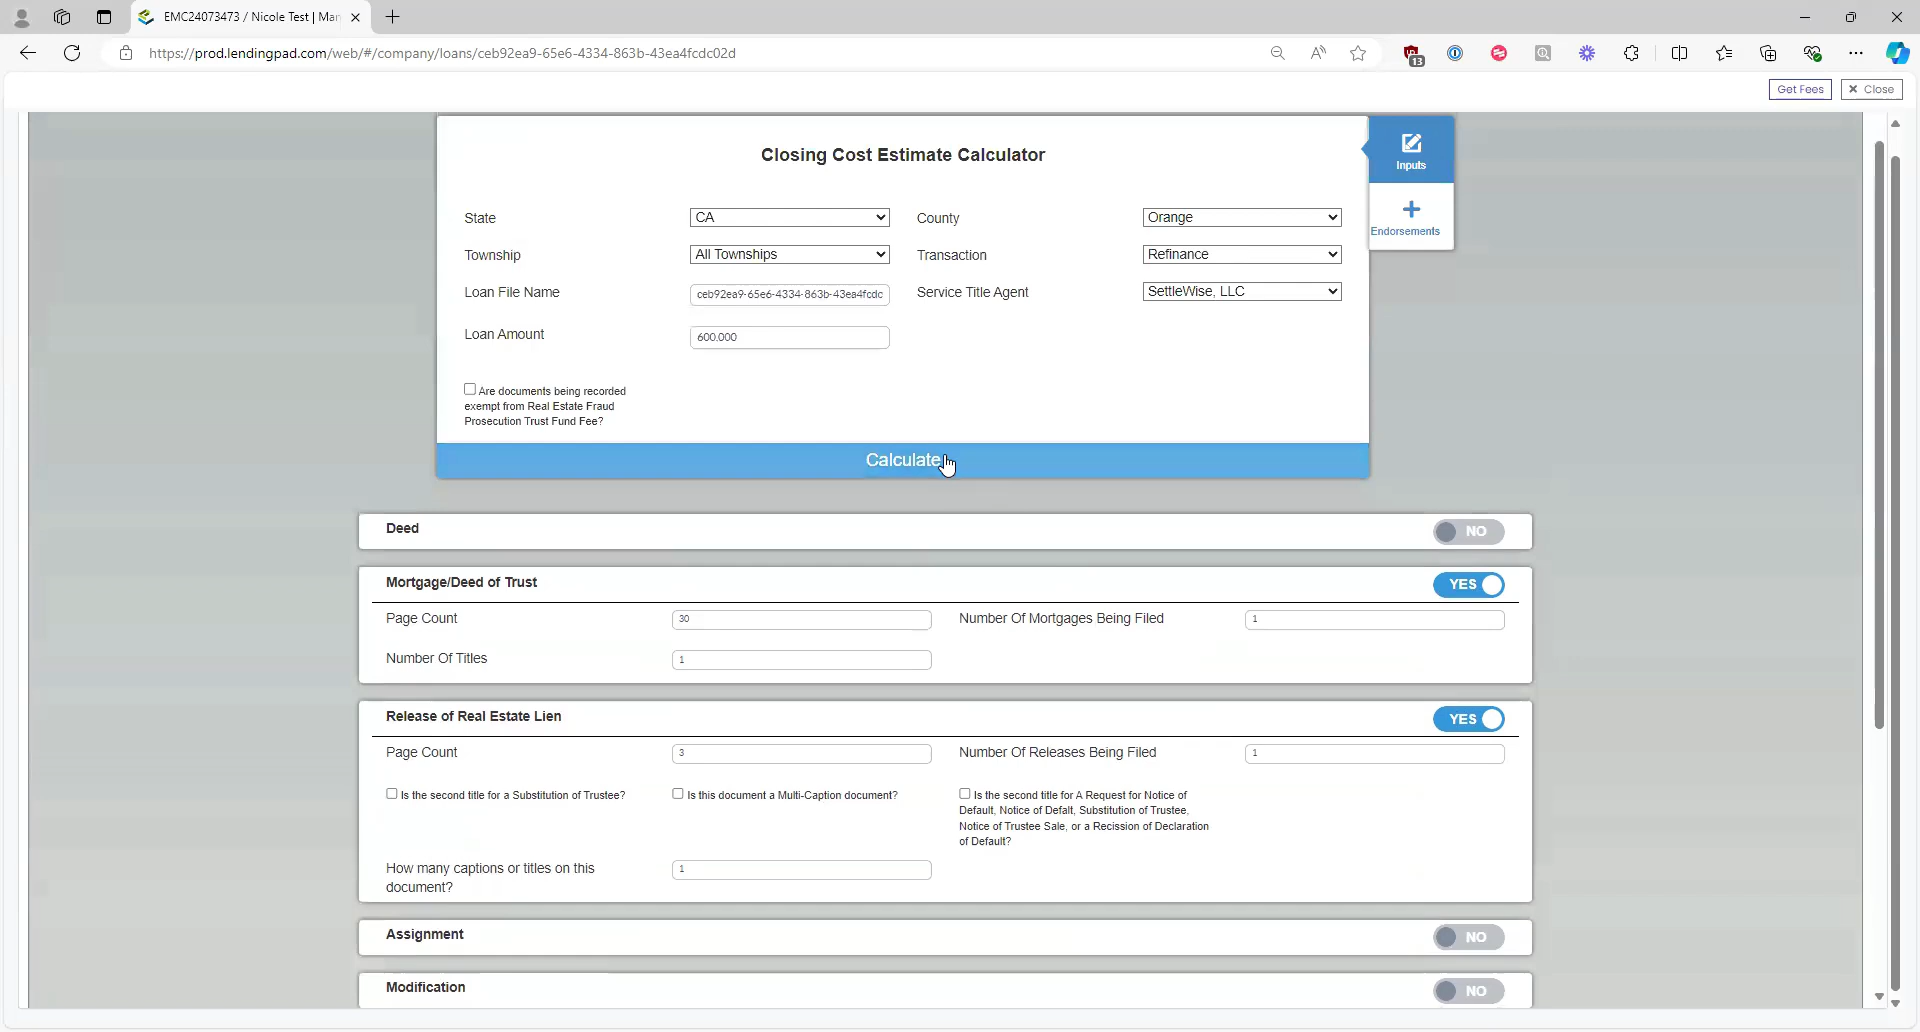 EMC24073473 / Nicole Test | Mar
https://prod.lendingpad.com/web/#/company/loans/ceb92ea9-65e6-4334-863b-43ea4fcdc02d
13
Get Fees
Close
Closing Cost Estimate Calculator
Inputs
Endorsements
State CA County Orange
Township All Townships Transaction Refinance
Loan File Name ceb92ea9-65e6-4334-863b-43ea4fcdc Service Title Agent SettleWise, LLC
Loan Amount 600,000
Are documents being recorded
exempt from Real Estate Fraud
Prosecution Trust Fund Fee?
Calculate
Deed NO
Mortgage/Deed of Trust YES
Page Count 30 Number Of Mortgages Being Filed 1
Number Of Titles 1
Release of Real Estate Lien YES
Page Count 3 Number Of Releases Being Filed 1
Is the second title for a Substitution of Trustee? Is this document a Multi-Caption document? Is the second title for A Request for Notice of
Default, Notice of Defalt, Substitution of Trustee,
Notice of Trustee Sale, or a Recission of Declaration
of Default?
How many captions or titles on this 1
document?
Assignment NO
Modification NO